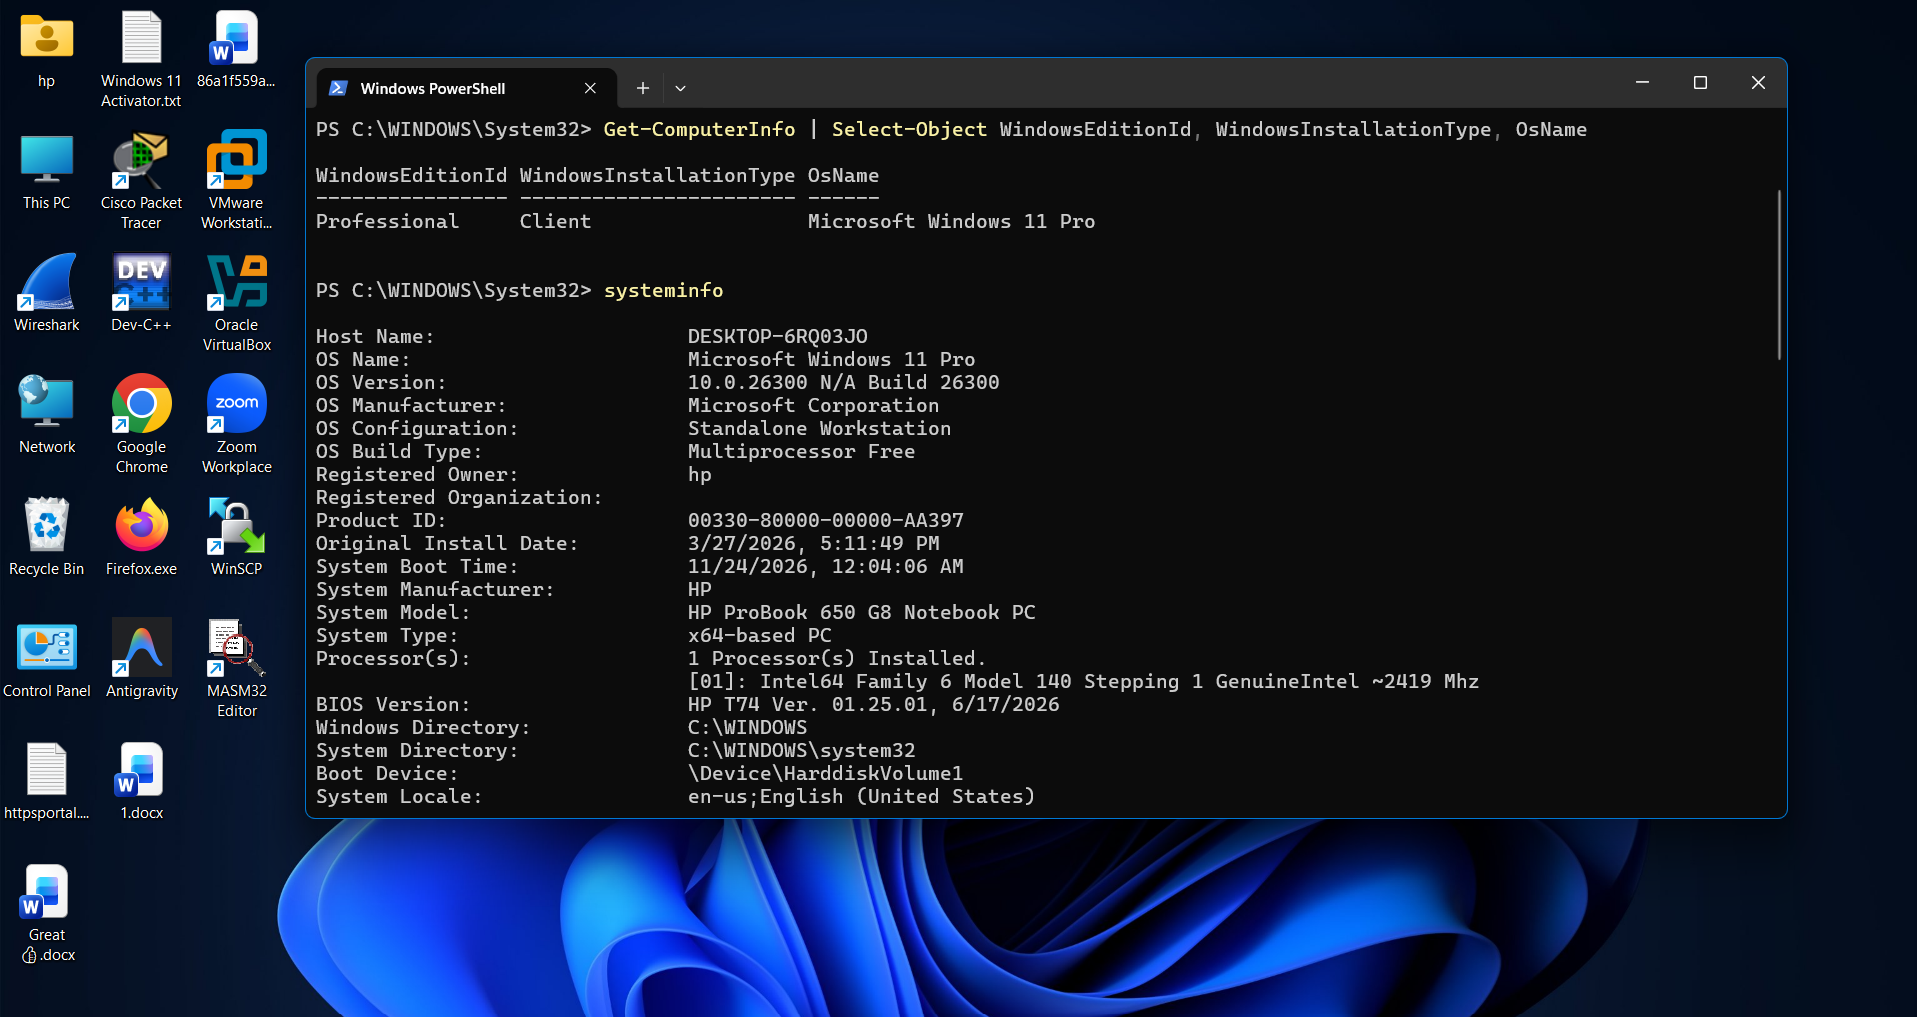 hp
Windows 11
Activator.txt
86a1f559a...
This PC
Cisco Packet
Tracer
VMware
Workstati...
Wireshark
DEV
C++
Dev-C++
Oracle
VirtualBox
Network
Google
Chrome
zoom
Zoom
Workplace
Recycle Bin
Firefox.exe
WinSCP
Control Panel
Antigravity
MASM32
Editor
httpsportal....
W
1.docx
W
Great
👍.docx
Windows PowerShell
PS C:\WINDOWS\System32> Get-ComputerInfo | Select-Object WindowsEditionId, WindowsInstallationType, OsName
WindowsEditionId WindowsInstallationType OsName
---------------- ----------------------- ------
Professional     Client                  Microsoft Windows 11 Pro
PS C:\WINDOWS\System32> systeminfo
Host Name:                     DESKTOP-6RQ03JO
OS Name:                       Microsoft Windows 11 Pro
OS Version:                    10.0.26300 N/A Build 26300
OS Manufacturer:               Microsoft Corporation
OS Configuration:              Standalone Workstation
OS Build Type:                 Multiprocessor Free
Registered Owner:              hp
Registered Organization:
Product ID:                    00330-80000-00000-AA397
Original Install Date:         3/27/2026, 5:11:49 PM
System Boot Time:              11/24/2026, 12:04:06 AM
System Manufacturer:           HP
System Model:                  HP ProBook 650 G8 Notebook PC
System Type:                   x64-based PC
Processor(s):                  1 Processor(s) Installed.
                               [01]: Intel64 Family 6 Model 140 Stepping 1 GenuineIntel ~2419 Mhz
BIOS Version:                  HP T74 Ver. 01.25.01, 6/17/2026
Windows Directory:             C:\WINDOWS
System Directory:              C:\WINDOWS\system32
Boot Device:                   \Device\HarddiskVolume1
System Locale:                 en-us;English (United States)